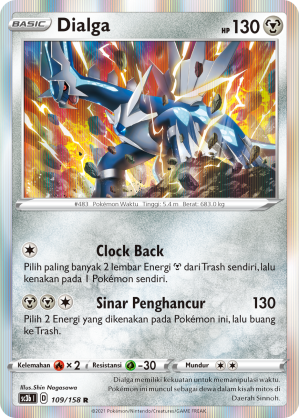 BASIC Dialga HP 130
#483 Pokémon Waktu Tinggi: 5.4 m Berat: 683.0 kg
Clock Back
Pilih paling banyak 2 lembar Energi dari Trash sendiri, lalu
kenakan pada 1 Pokémon sendiri.
Sinar Penghancur 130
Pilih 2 Energi yang dikenakan pada Pokémon ini, lalu buang
ke Trash.
Kelemahan × 2 Resistansi -30 Mundur
Illus. Shin Nagasawa
sc3b I 109/158 R
Dialga memiliki kekuatan untuk mengendalikan waktu.
Pokémon ini muncul sebagai dewa dalam mitos kuno di
Daerah Sinnoh.
©2021 Pokémon/Nintendo/Creatures/GAME FREAK